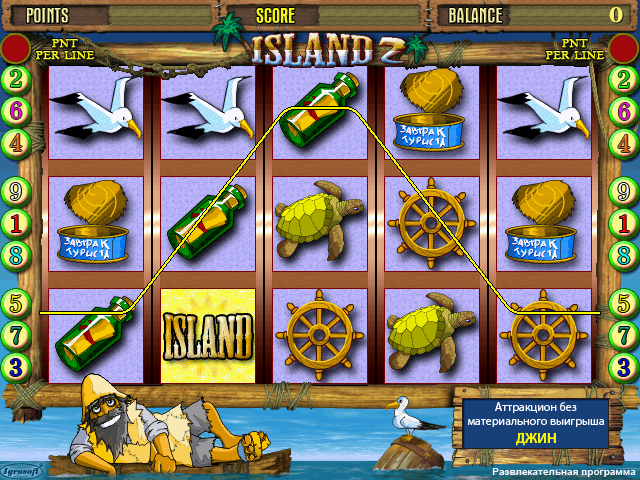 POINTS SCORE BALANCE 0
ISLAND 2
PNT PER LINE
PNT PER LINE
2 2
6 6
4 4
ЗАВТРАК
ТУРИСТА
9 9
1 1
8 8
ЗАВТРАК
ТУРИСТА
ЗАВТРАК
ТУРИСТА
5 5
7 7
3 3
ISLAND
Аттракцион без
материального выигрыша
ДЖИН
Igrosoft
Развлекательная программа